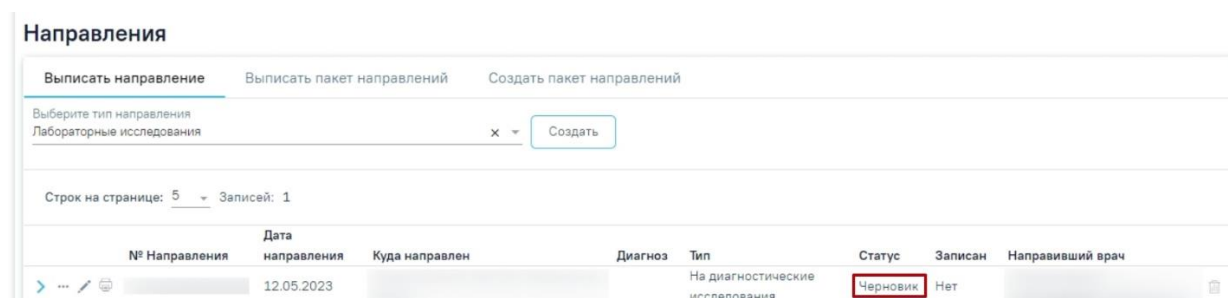 Направления
Выписать направление Выписать пакет направлений Создать пакет направлений
Выберите тип направления
Лабораторные исследования x Создать
Строк на странице: 5 Записей: 1
№ Направления Дата направления Куда направлен Диагноз Тип Статус Записан Направивший врач
12.05.2023 На диагностические исследования Черновик Нет